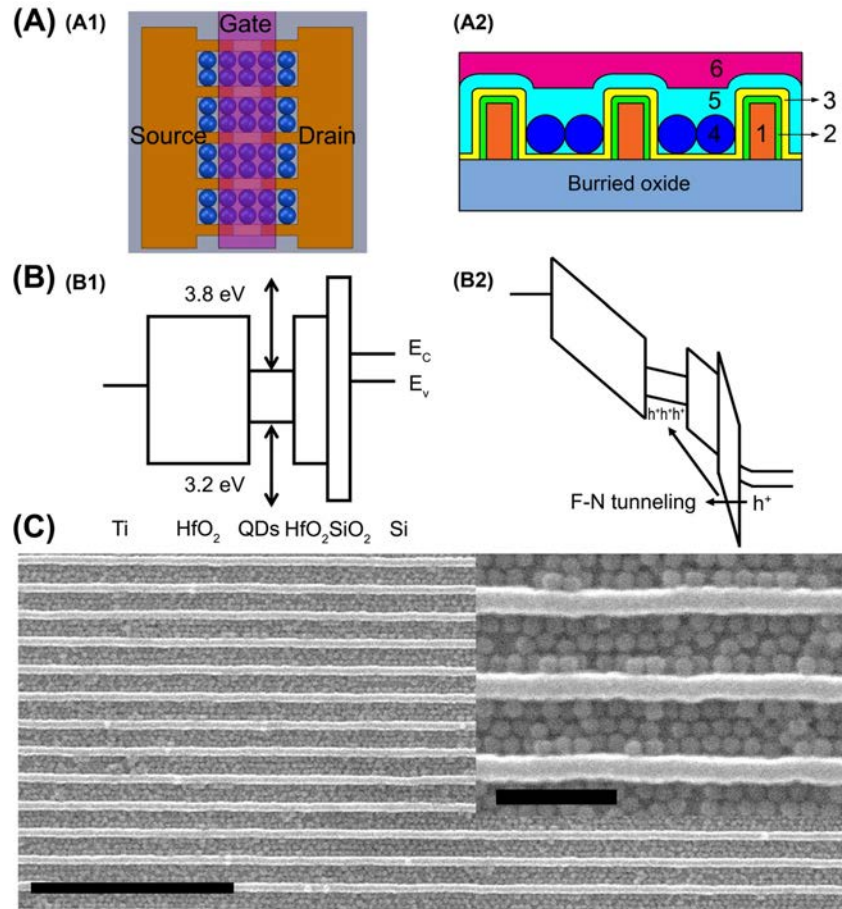 (A) (A1)
Gate
Source
Drain
(A2)
6
5
3
4
1
2
Burried oxide
(B) (B1)
3.8 eV
E_C
E_v
3.2 eV
Ti HfO₂ QDs HfO₂SiO₂ Si
(B2)
h⁺h⁺h⁺
F-N tunneling
h⁺
(C)